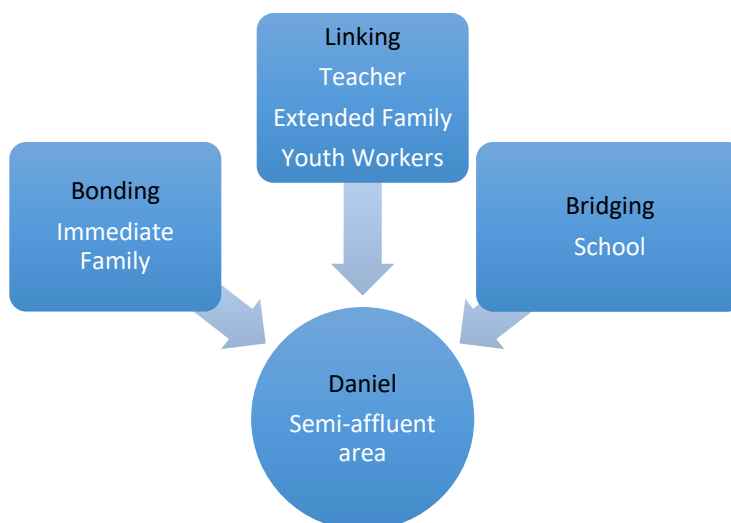 Linking
Teacher
Extended Family
Youth Workers
Bonding
Immediate
Family
Bridging
School
Daniel
Semi-affluent
area